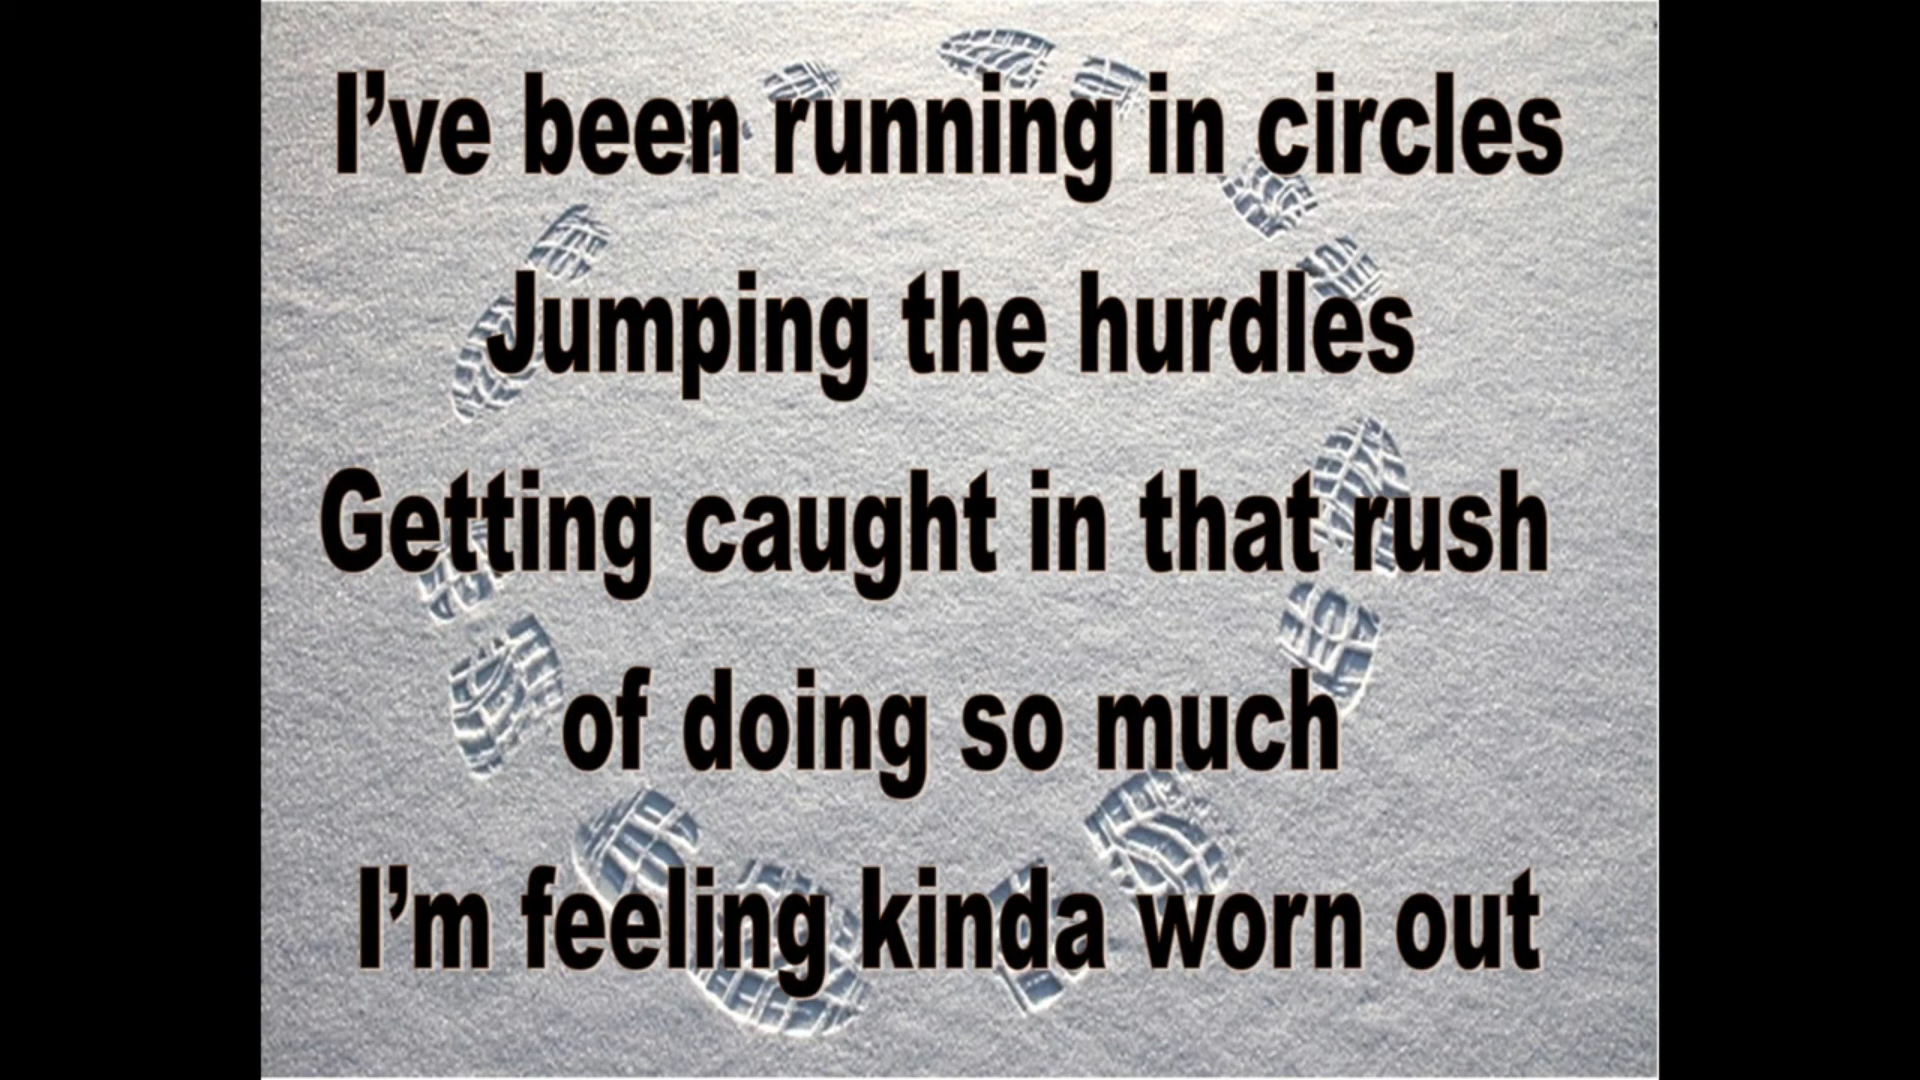 I’ve been running in circles
Jumping the hurdles
Getting caught in that rush
of doing so much
I’m feeling kinda worn out